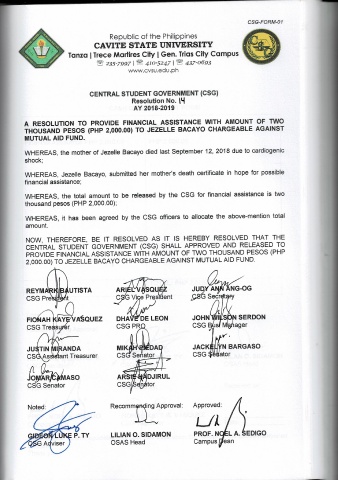 CSG-FORM-01
Republic of the Philippines
CAVITE STATE UNIVERSITY
Tanza | Trece Martires City | Gen. Trias City Campus
☏ 235-7997 | ☏ 410-5247 | ☏ 437-0693
www.cvsu.edu.ph
CENTRAL STUDENT GOVERNMENT (CSG)
Resolution No. 14
AY 2018-2019
A RESOLUTION TO PROVIDE FINANCIAL ASSISTANCE WITH AMOUNT OF TWO
THOUSAND PESOS (PHP 2,000.00) TO JEZELLE BACAYO CHARGEABLE AGAINST
MUTUAL AID FUND.
WHEREAS, the mother of Jezelle Bacayo died last September 12, 2018 due to cardiogenic
shock;
WHEREAS, Jezelle Bacayo, submitted her mother's death certificate in hope for possible
financial assistance;
WHEREAS, the total amount to be released by the CSG for financial assistance is two
thousand pesos (PHP 2,000.00);
WHEREAS, it has been agreed by the CSG officers to allocate the above-mention total
amount.
NOW, THEREFORE, BE IT RESOLVED AS IT IS HEREBY RESOLVED THAT THE
CENTRAL STUDENT GOVERNMENT (CSG) SHALL APPROVED AND RELEASED TO
PROVIDE FINANCIAL ASSISTANCE WITH AMOUNT OF TWO THOUSAND PESOS (PHP
2,000.00) TO JEZELLE BACAYO CHARGEABLE AGAINST MUTUAL AID FUND.
REYMARK BAUTISTA ARIEL VASQUEZ JUDY ANN ANG-OG
CSG President CSG Vice President CSG Secretary
FIONAH KAYE VASQUEZ DHAVE DE LEON JOHN WILSON SERDON
CSG Treasurer CSG PRO CSG Busi Manager
JUSTIN MIRANDA MIKAH PIEDAD JACKELYN BARGASO
CSG Assistant Treasurer CSG Senator CSG Senator
JOMAR CAMASO ARSIE NADJIRUL
CSG Senator CSG Senator
Noted: Recommending Approval: Approved:
GIDEON LUKE P. TY LILIAN O. SIDAMON PROF. NOEL A. SEDIGO
CSG Adviser OSAS Head Campus Dean